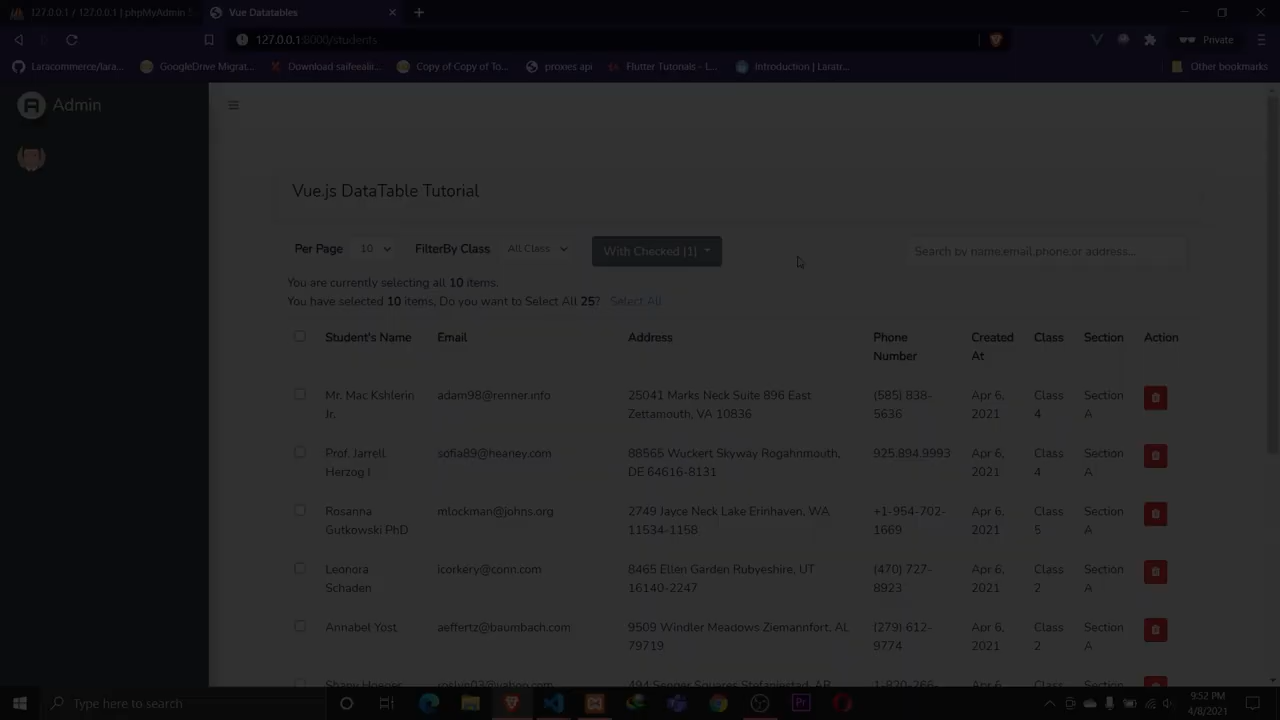 127.0.0.1 / 127.0.0.1 | phpMyAdmin
Vue Datatables
127.0.0.1:8000/students
Private
Laracommerce/lara...
GoogleDrive Migrat...
Download saifeealii...
Copy of Copy of To...
proxies api
Flutter Tutorials - L...
Introduction | Laratr...
Other bookmarks
Admin
Vue.js DataTable Tutorial
Per Page 10 FilterBy Class All Class With Checked (1) Search by name,email,phone,or address...
You are currently selecting all 10 items.
You have selected 10 items, Do you want to Select All 25? Select All
Student's Name Email Address Phone Number Created At Class Section Action
Mr. Mac Kshlerin Jr. adam98@renner.info 25041 Marks Neck Suite 896 East Zettamouth, VA 10836 (585) 838-5636 Apr 6, 2021 Class 4 Section A
Prof. Jarrell Herzog I sofia89@heaney.com 88565 Wuckert Skyway Rogahnmouth, DE 64616-8131 925.894.9993 Apr 6, 2021 Class 4 Section A
Rosanna Gutkowski PhD mlockman@johns.org 2749 Jayce Neck Lake Erinhaven, WA 11534-1158 +1-954-702-1669 Apr 6, 2021 Class 5 Section A
Leonora Schaden icorkery@conn.com 8465 Ellen Garden Rubyeshire, UT 16140-2247 (470) 727-8923 Apr 6, 2021 Class 2 Section A
Annabel Yost aeffertz@baumbach.com 9509 Windler Meadows Ziemannfort, AL 79719 (279) 612-9774 Apr 6, 2021 Class 2 Section A
Type here to search
9:52 PM
4/8/2021